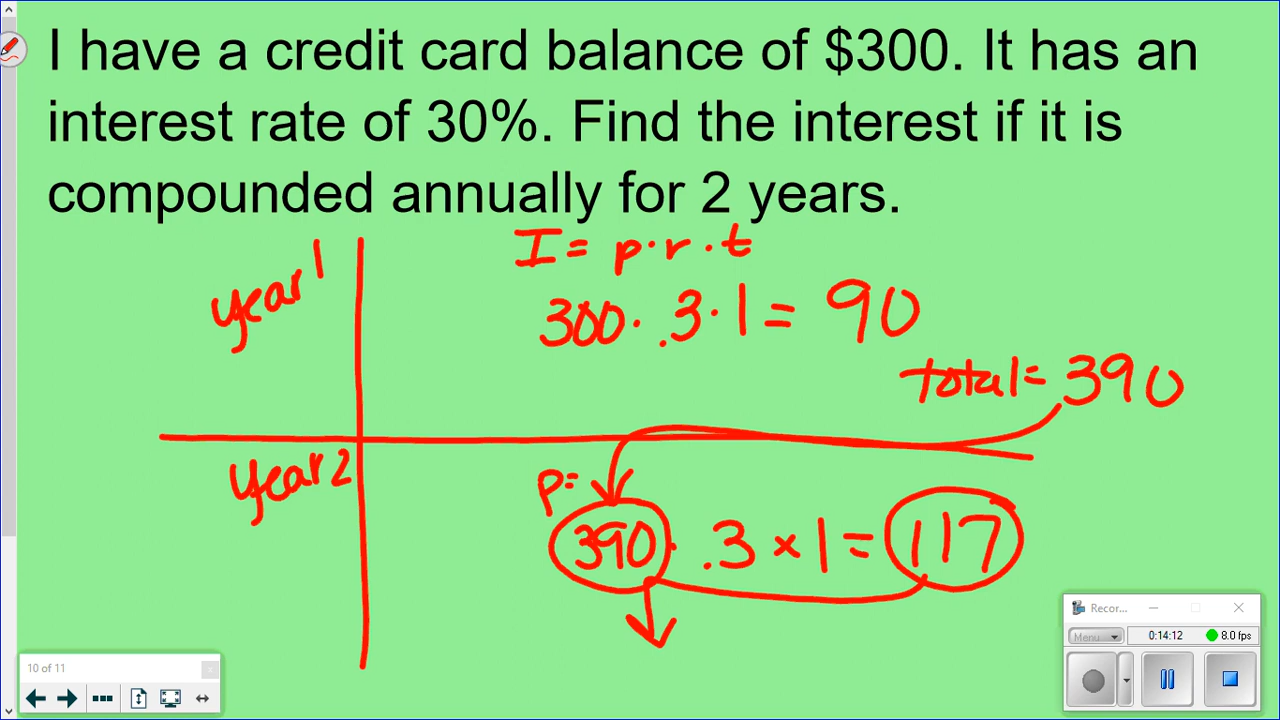 I have a credit card balance of $300. It has an
interest rate of 30%. Find the interest if it is
compounded annually for 2 years.
year 1
I = p·r·t
300· .3·1 = 90
total = 390
year 2
p=
390· .3 × 1 = 117
Recor...
Menu
0:14:12
8.0 fps
10 of 11